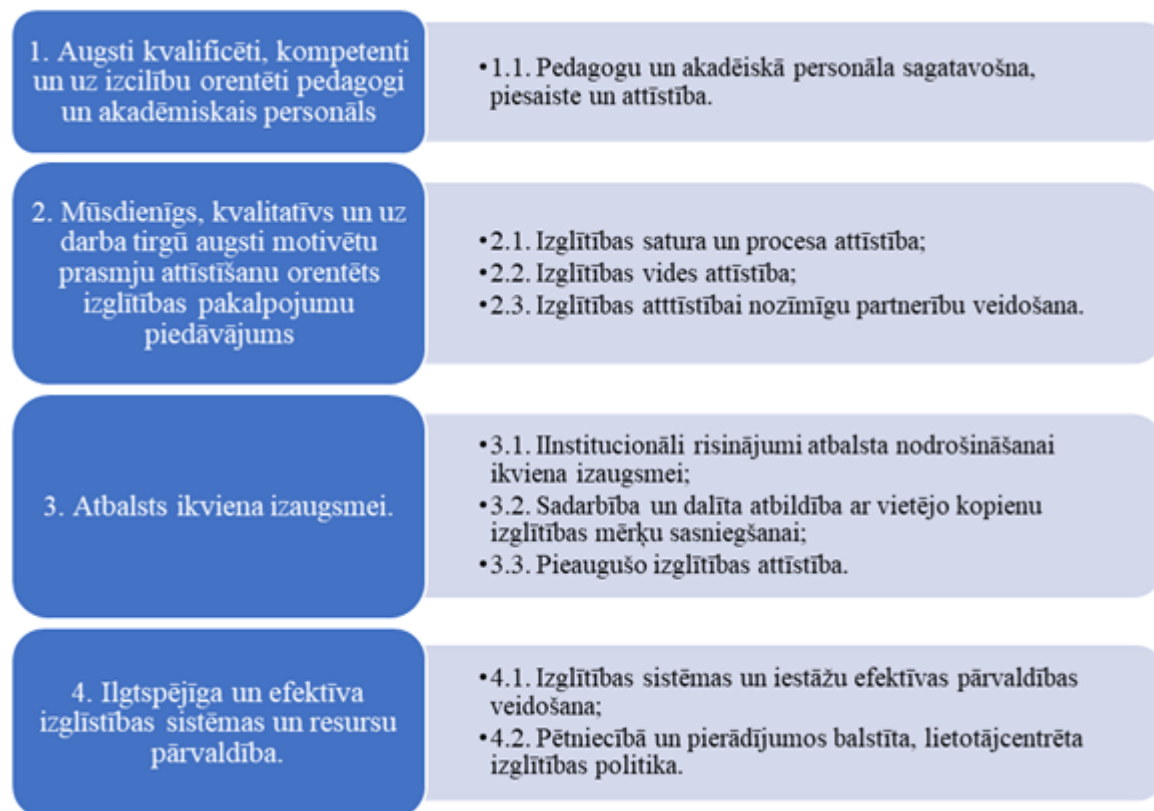 1. Augsti kvalificēti, kompetenti
un uz izcilību orentēti pedagogi
un akadēmiskais personāls
•1.1. Pedagogu un akadēiskā personāla sagatavošna,
piesaiste un attīstība.
2. Mūsdienīgs, kvalitatīvs un uz
darba tirgū augsti motivētu
prasmju attīstīšanu orentēts
izglītības pakalpojumu
piedāvājums
•2.1. Izglītības satura un procesa attīstība;
•2.2. Izglītības vides attīstība;
•2.3. Izglītības atttīstībai nozīmīgu partnerību veidošana.
3. Atbalsts ikviena izaugsmei.
•3.1. IInstitucionāli risinājumi atbalsta nodrošināšanai
ikviena izaugsmei;
•3.2. Sadarbība un dalīta atbildība ar vietējo kopienu
izglītības mērķu sasniegšanai;
•3.3. Pieaugušo izglītības attīstība.
4. Ilgtspējīga un efektīva
izglīstības sistēmas un resursu
pārvaldība.
•4.1. Izglītības sistēmas un iestāžu efektīvas pārvaldības
veidošana;
•4.2. Pētniecībā un pierādījumos balstīta, lietotājcentrēta
izglītības politika.